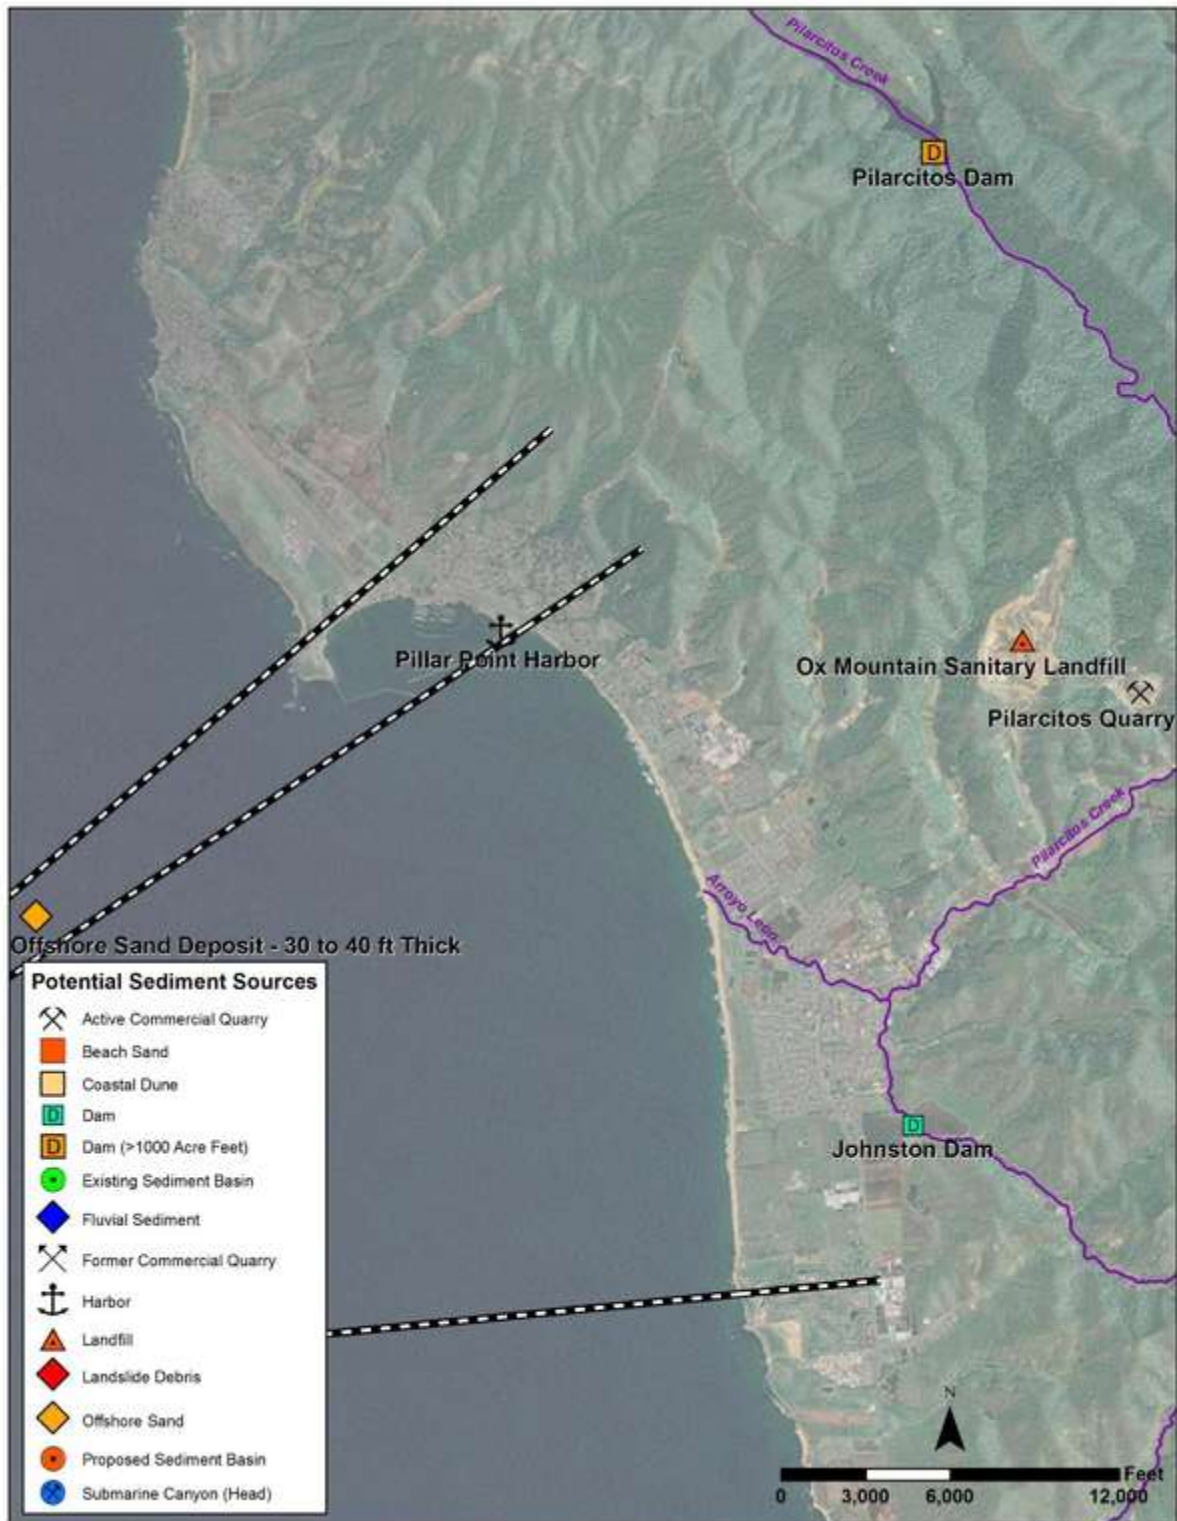 Pilarcitos Creek
Pilarcitos Dam
Pillar Point Harbor
Ox Mountain Sanitary Landfill
Pilarcitos Quarry
Pilarcitos Creek
Arroyo Leon
Offshore Sand Deposit - 30 to 40 ft Thick
Johnston Dam
Potential Sediment Sources
Active Commercial Quarry
Beach Sand
Coastal Dune
D Dam
D Dam (>1000 Acre Feet)
Existing Sediment Basin
Fluvial Sediment
Former Commercial Quarry
Harbor
Landfill
Landslide Debris
Offshore Sand
Proposed Sediment Basin
Submarine Canyon (Head)
N
Feet
0 3,000 6,000 12,000